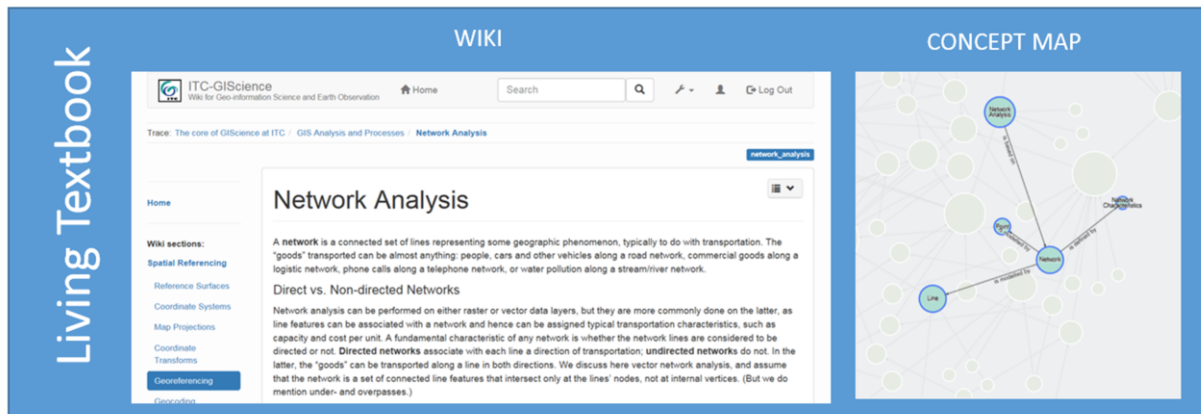 Living Textbook
WIKI
CONCEPT MAP
ITC-GIScience
Wiki for Geo-information Science and Earth Observation
Home
Search
Log Out
ITC
Trace: The core of GIScience at ITC / GIS Analysis and Processes / Network Analysis
network_analysis
Home
Wiki sections:
Spatial Referencing
Reference Surfaces
Coordinate Systems
Map Projections
Coordinate
Transforms
Georeferencing
Geocoding
Network Analysis
A network is a connected set of lines representing some geographic phenomenon, typically to do with transportation. The
"goods" transported can be almost anything: people, cars and other vehicles along a road network, commercial goods along a
logistic network, phone calls along a telephone network, or water pollution along a stream/river network.
Direct vs. Non-directed Networks
Network analysis can be performed on either raster or vector data layers, but they are more commonly done on the latter, as
line features can be associated with a network and hence can be assigned typical transportation characteristics, such as
capacity and cost per unit. A fundamental characteristic of any network is whether the network lines are considered to be
directed or not. Directed networks associate with each line a direction of transportation; undirected networks do not. In the
latter, the "goods" can be transported along a line in both directions. We discuss here vector network analysis, and assume
that the network is a set of connected line features that intersect only at the lines' nodes, not at internal vertices. (But we do
mention under- and overpasses.)
Network
Analysis
is based on
Network
Characteristics
Point
is modelled by
is defined by
Network
is modelled by
Line